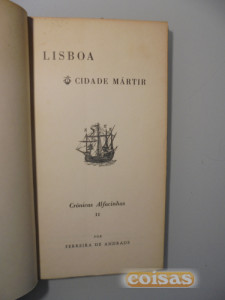 LISBOA
CIDADE MÁRTIR
Crónicas Alfacinhas
II
POR
FERREIRA DE ANDRADE
coisas